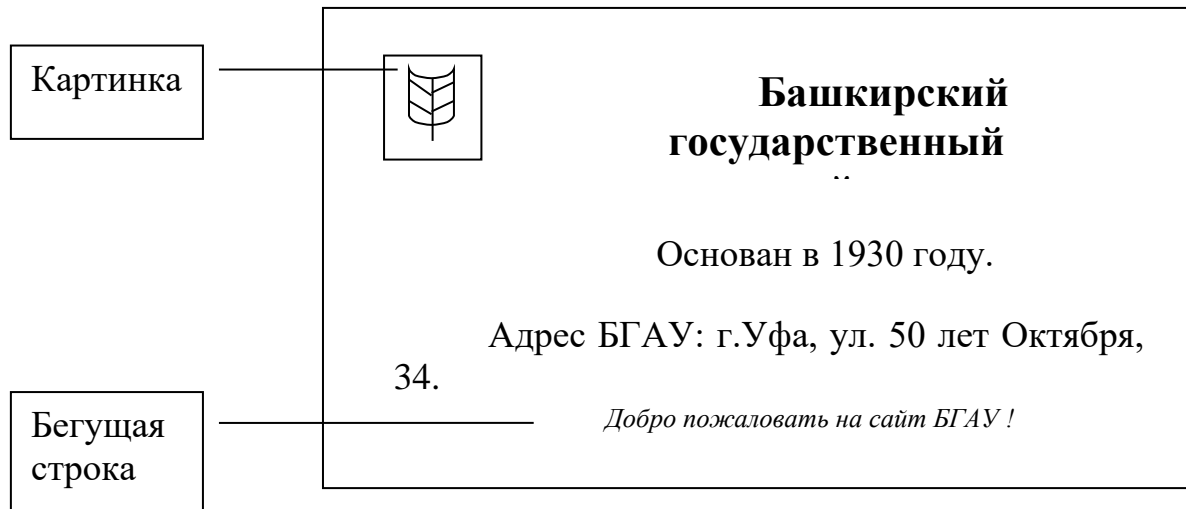 Картинка
Башкирский
государственный
Основан в 1930 году.
Адрес БГАУ: г.Уфа, ул. 50 лет Октября,
34.
Бегущая
строка
Добро пожаловать на сайт БГАУ !